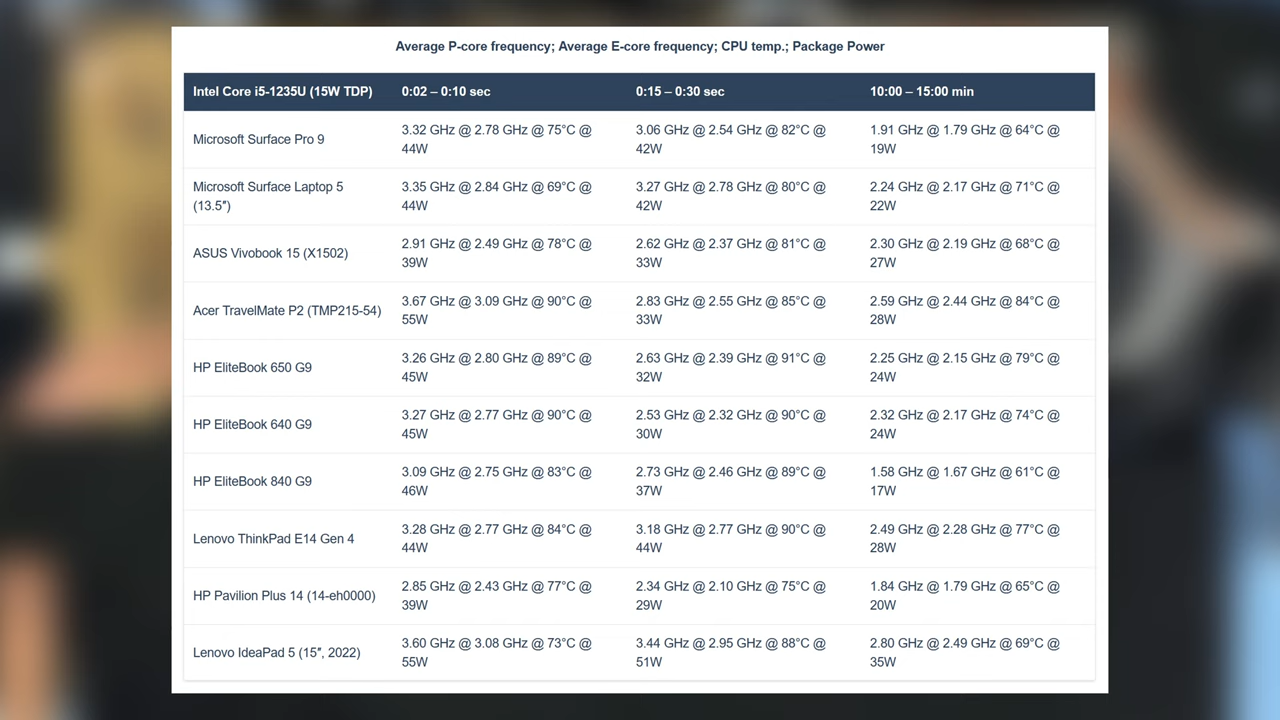 Average P-core frequency; Average E-core frequency; CPU temp.; Package Power
Intel Core i5-1235U (15W TDP) 0:02 – 0:10 sec 0:15 – 0:30 sec 10:00 – 15:00 min
Microsoft Surface Pro 9 3.32 GHz @ 2.78 GHz @ 75°C @ 44W 3.06 GHz @ 2.54 GHz @ 82°C @ 42W 1.91 GHz @ 1.79 GHz @ 64°C @ 19W
Microsoft Surface Laptop 5 (13.5″) 3.35 GHz @ 2.84 GHz @ 69°C @ 44W 3.27 GHz @ 2.78 GHz @ 80°C @ 42W 2.24 GHz @ 2.17 GHz @ 71°C @ 22W
ASUS Vivobook 15 (X1502) 2.91 GHz @ 2.49 GHz @ 78°C @ 39W 2.62 GHz @ 2.37 GHz @ 81°C @ 33W 2.30 GHz @ 2.19 GHz @ 68°C @ 27W
Acer TravelMate P2 (TMP215-54) 3.67 GHz @ 3.09 GHz @ 90°C @ 55W 2.83 GHz @ 2.55 GHz @ 85°C @ 33W 2.59 GHz @ 2.44 GHz @ 84°C @ 28W
HP EliteBook 650 G9 3.26 GHz @ 2.80 GHz @ 89°C @ 45W 2.63 GHz @ 2.39 GHz @ 91°C @ 32W 2.25 GHz @ 2.15 GHz @ 79°C @ 24W
HP EliteBook 640 G9 3.27 GHz @ 2.77 GHz @ 90°C @ 45W 2.53 GHz @ 2.32 GHz @ 90°C @ 30W 2.32 GHz @ 2.17 GHz @ 74°C @ 24W
HP EliteBook 840 G9 3.09 GHz @ 2.75 GHz @ 83°C @ 46W 2.73 GHz @ 2.46 GHz @ 89°C @ 37W 1.58 GHz @ 1.67 GHz @ 61°C @ 17W
Lenovo ThinkPad E14 Gen 4 3.28 GHz @ 2.77 GHz @ 84°C @ 44W 3.18 GHz @ 2.77 GHz @ 90°C @ 44W 2.49 GHz @ 2.28 GHz @ 77°C @ 28W
HP Pavilion Plus 14 (14-eh0000) 2.85 GHz @ 2.43 GHz @ 77°C @ 39W 2.34 GHz @ 2.10 GHz @ 75°C @ 29W 1.84 GHz @ 1.79 GHz @ 65°C @ 20W
Lenovo IdeaPad 5 (15″, 2022) 3.60 GHz @ 3.08 GHz @ 73°C @ 55W 3.44 GHz @ 2.95 GHz @ 88°C @ 51W 2.80 GHz @ 2.49 GHz @ 69°C @ 35W